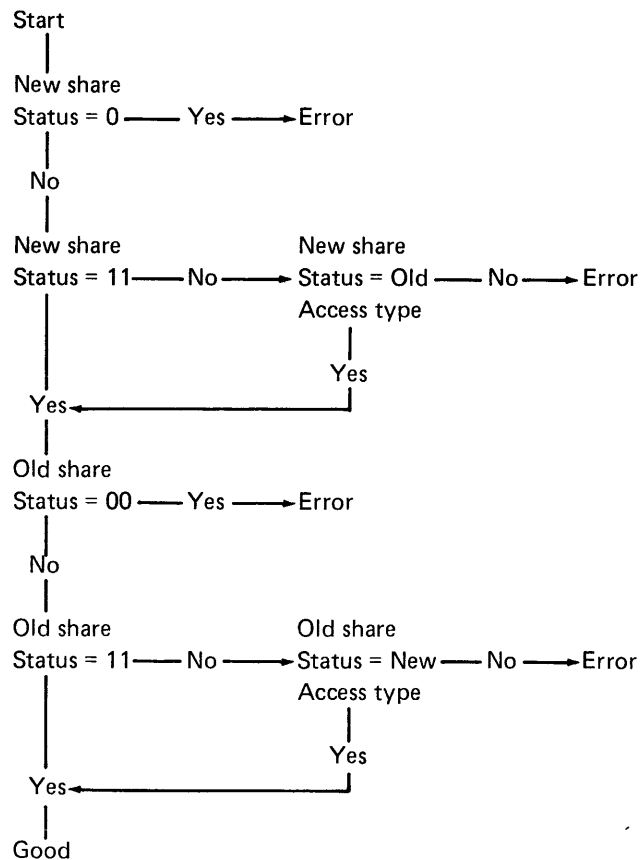 Start
New share
Status = 0 Yes Error
No
New share New share
Status = 11 No Status = Old No Error
Access type
Yes
Yes
Old share
Status = 00 Yes Error
No
Old share Old share
Status = 11 No Status = New No Error
Access type
Yes
Yes
Good